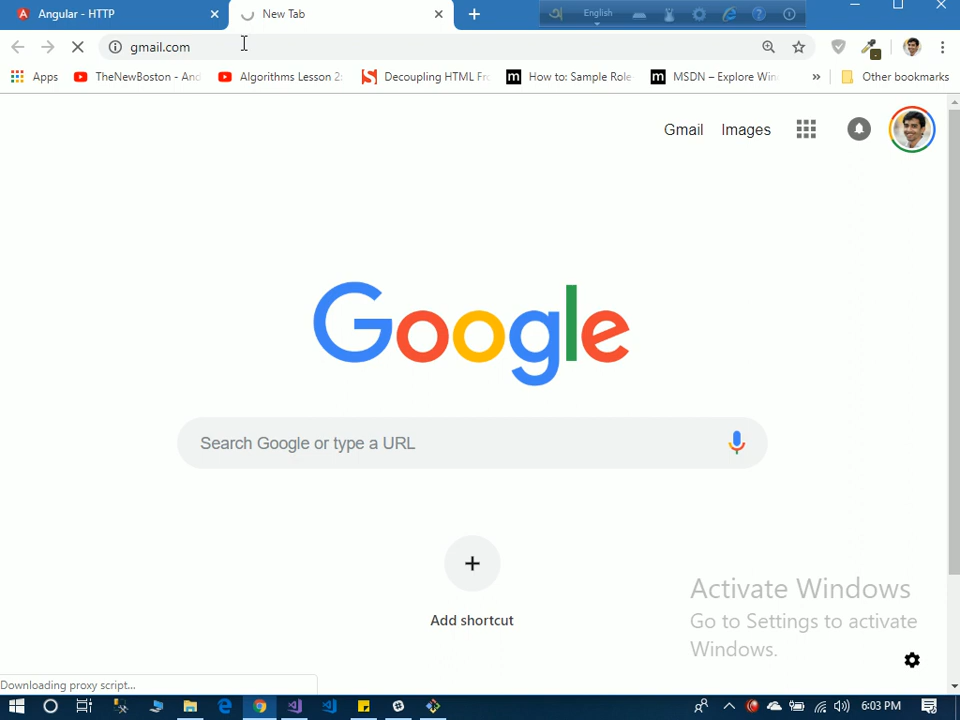 Angular - HTTP
New Tab
English
gmail.com
Apps
TheNewBoston - And
Algorithms Lesson 2:
Decoupling HTML Fro
How to: Sample Role
MSDN – Explore Win
»
Other bookmarks
Gmail
Images
Google
Search Google or type a URL
Add shortcut
Activate Windows
Go to Settings to activate
Windows.
Downloading proxy script...
6:03 PM